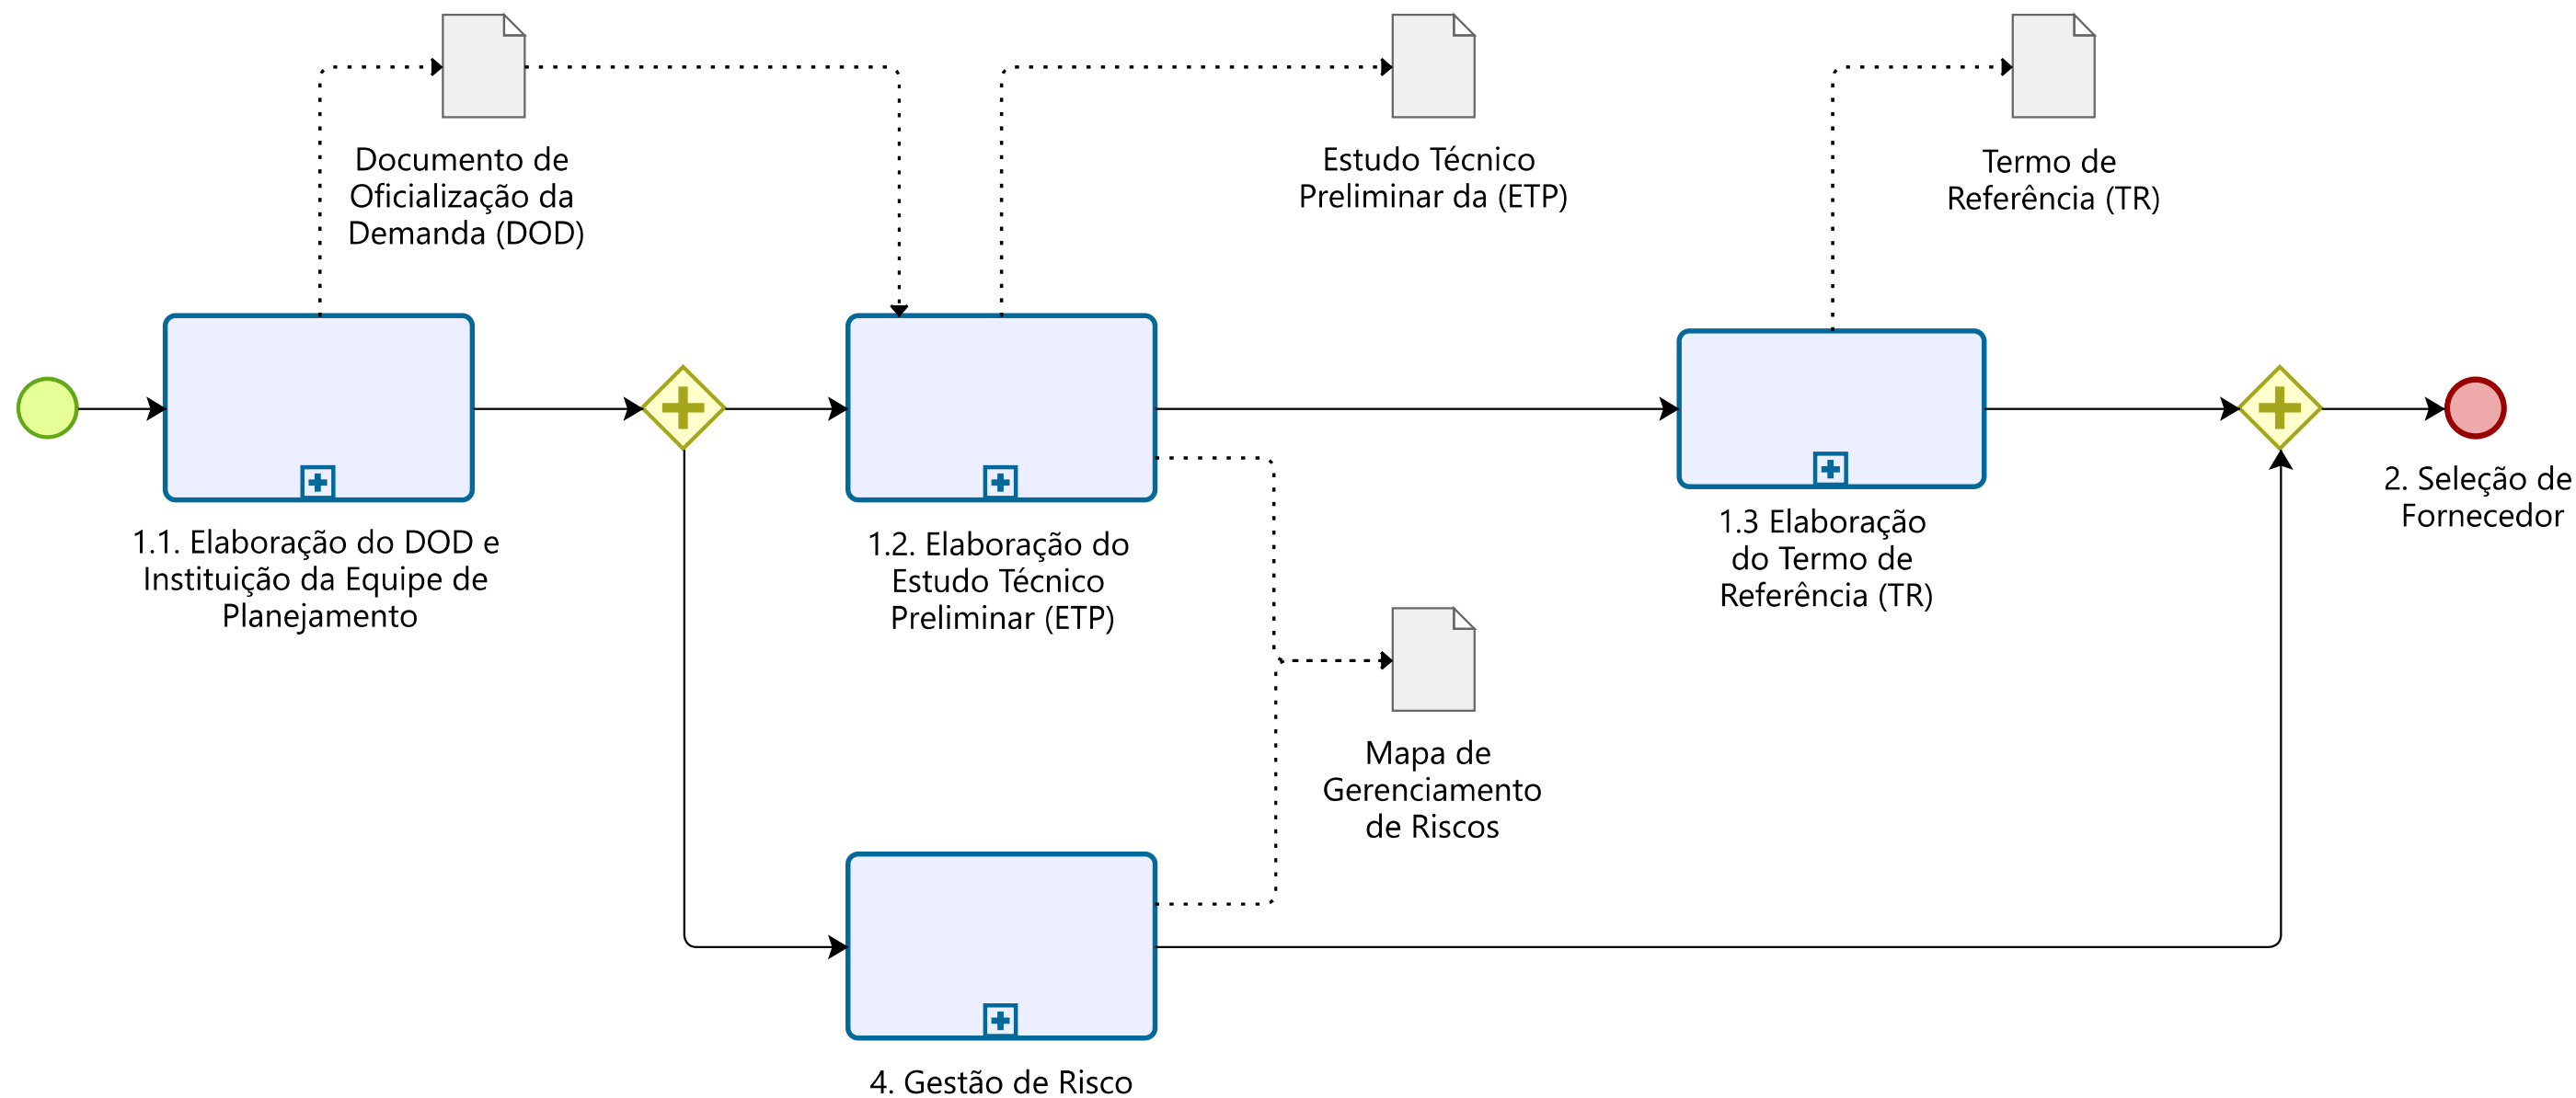 Documento de
Oficialização da
Demanda (DOD)
Estudo Técnico
Preliminar da (ETP)
Termo de
Referência (TR)
1.1. Elaboração do DOD e
Instituição da Equipe de
Planejamento
1.2. Elaboração do
Estudo Técnico
Preliminar (ETP)
1.3 Elaboração
do Termo de
Referência (TR)
2. Seleção de
Fornecedor
Mapa de
Gerenciamento
de Riscos
4. Gestão de Risco